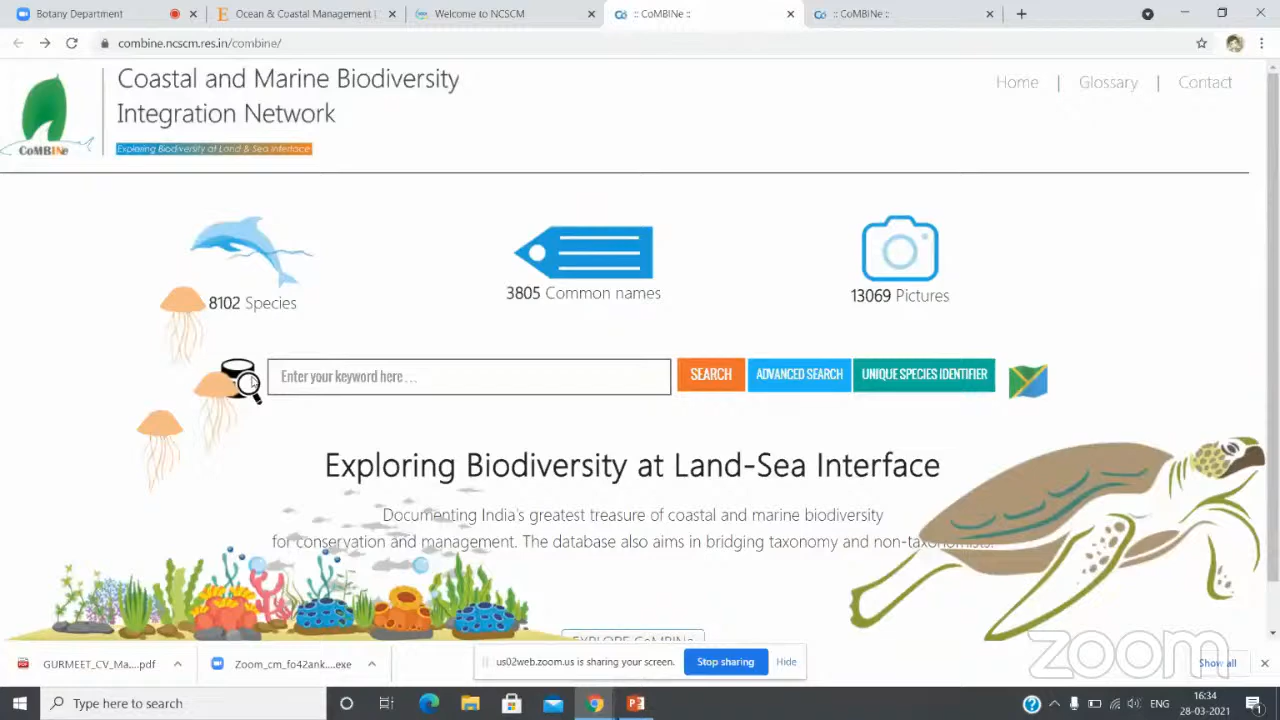 Botany Department
Ocean & Coastal Management
Welcome to NCSCM
:: CoMBINe ::
:: CoMBINe ::
combine.ncscm.res.in/combine/
Coastal and Marine Biodiversity
Integration Network
Exploring Biodiversity at Land & Sea Interface
CoMBINe
Home | Glossary | Contact
8102 Species
3805 Common names
13069 Pictures
Enter your keyword here . . .
SEARCH
ADVANCED SEARCH
UNIQUE SPECIES IDENTIFIER
Exploring Biodiversity at Land-Sea Interface
Documenting India's greatest treasure of coastal and marine biodiversity
for conservation and management. The database also aims in bridging taxonomy and non-taxonomists.
EXPLORE CoMBINe
zoom
GURMEET_CV_Ma....pdf
Zoom_cm_fo42ank....exe
us02web.zoom.us is sharing your screen.
Stop sharing
Hide
Show all
Type here to search
ENG
16:34
28-03-2021